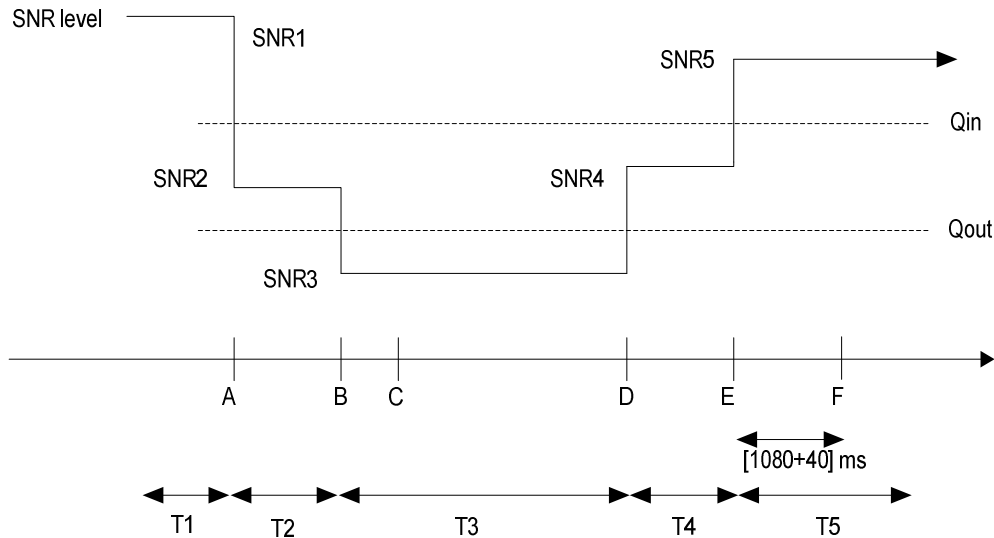 SNR level
SNR1
SNR5
Qin
SNR2
SNR4
Qout
SNR3
A
B
C
D
E
F
[1080+40] ms
T1
T2
T3
T4
T5